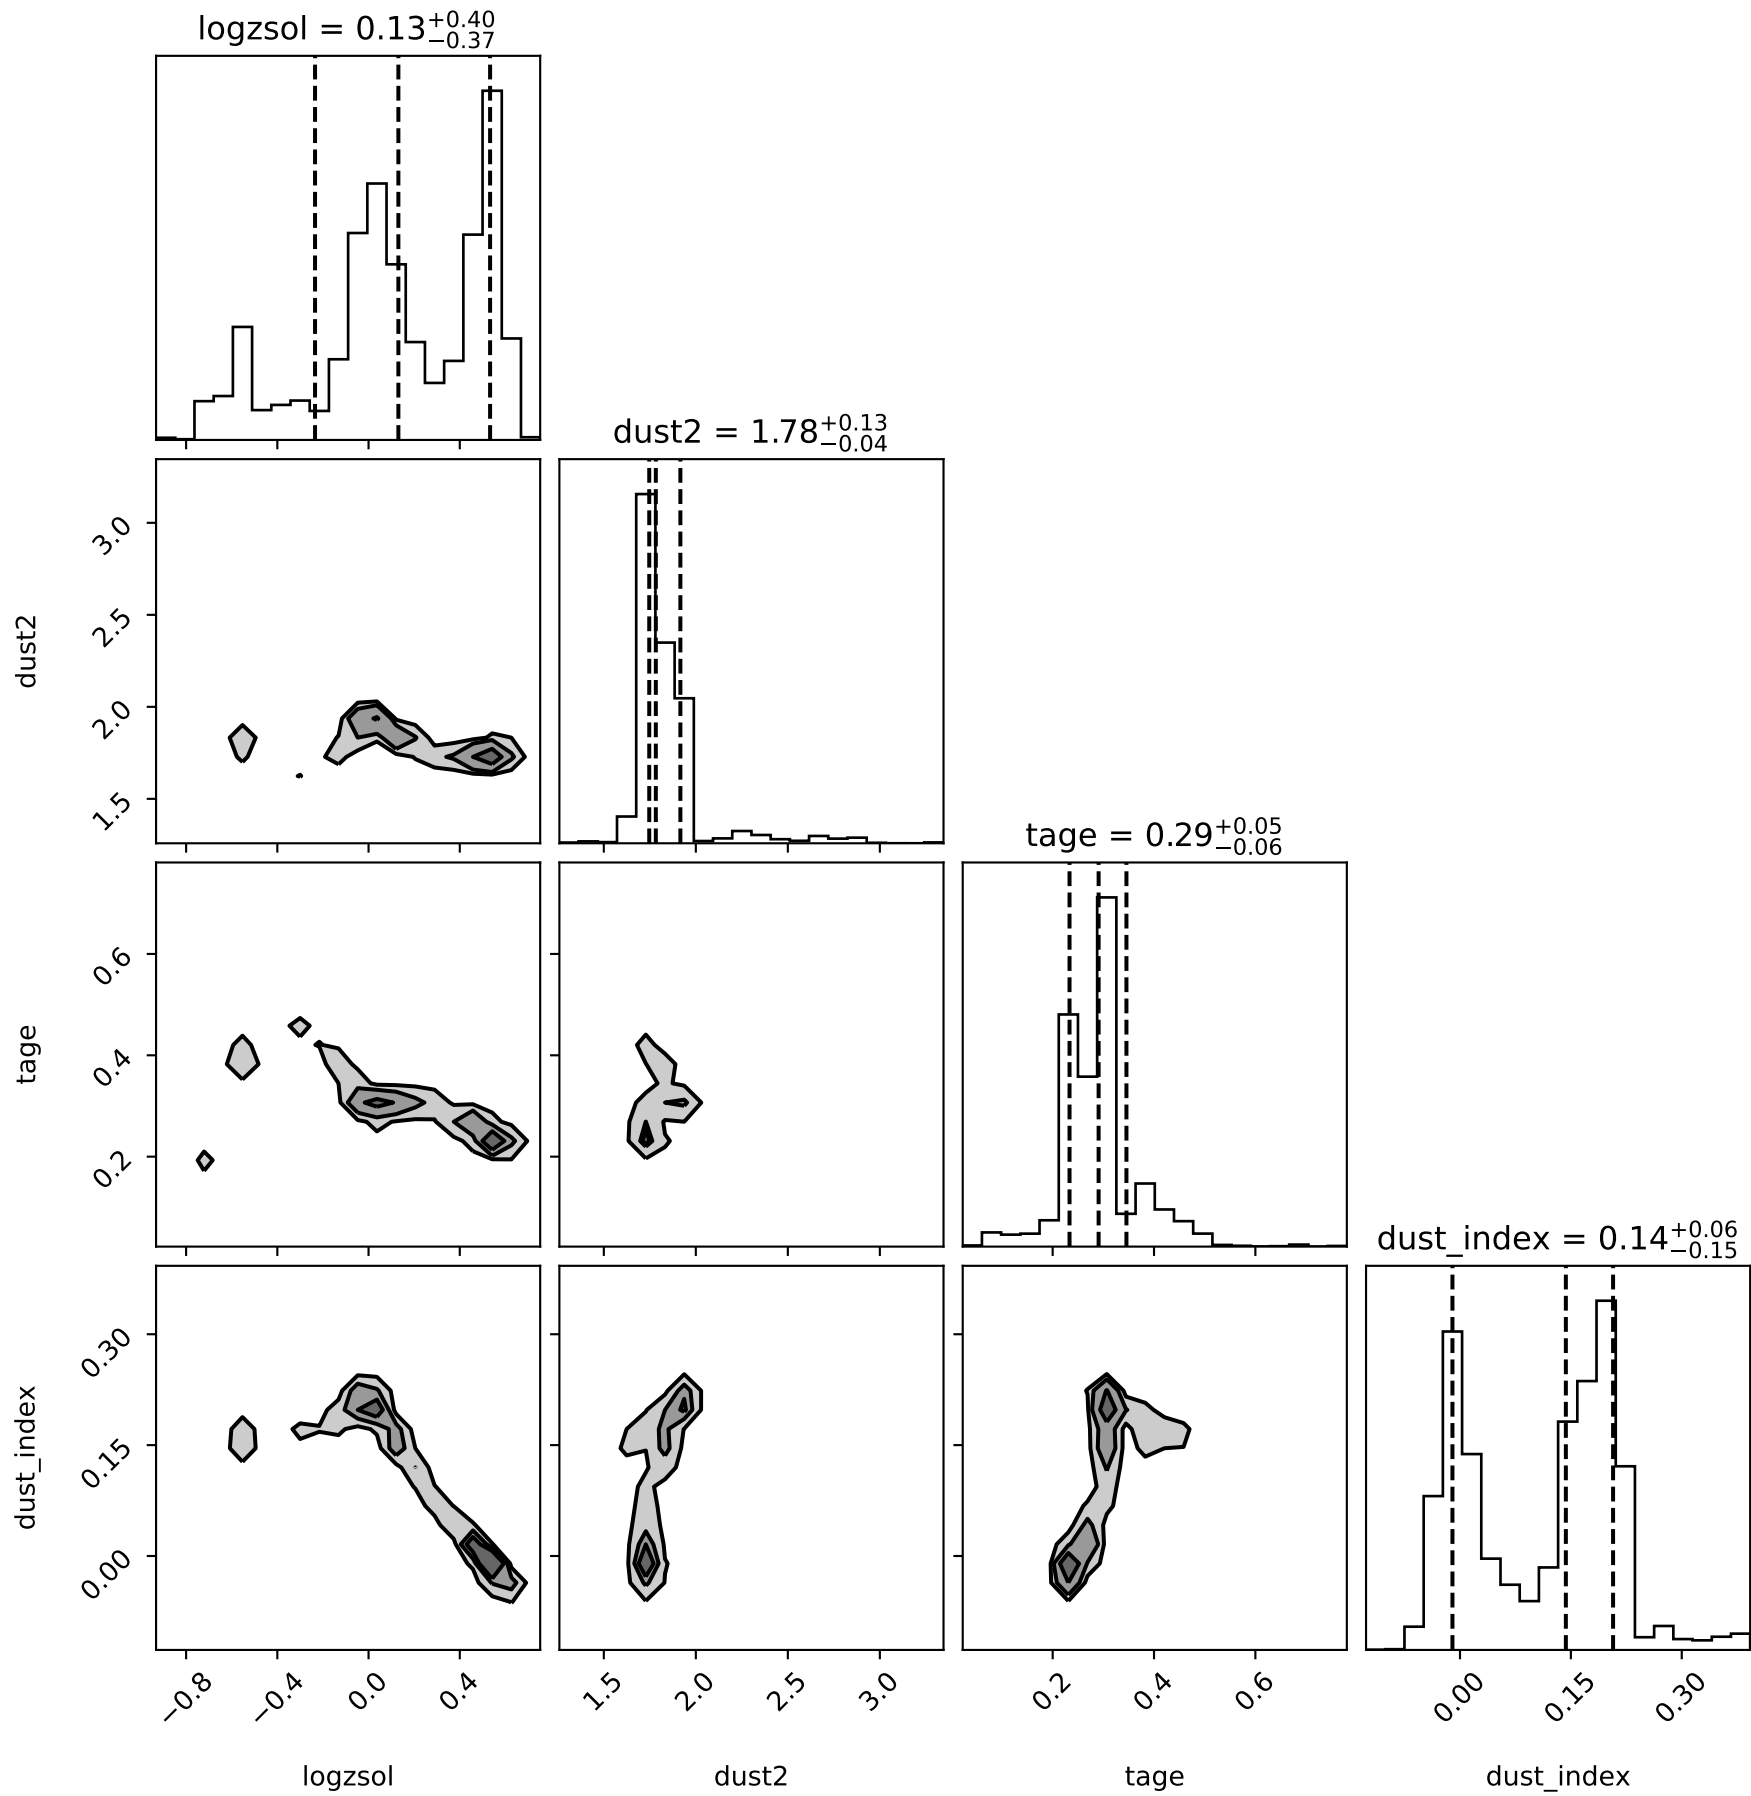 logzsol = 0.13+0.40−0.37
dust2 = 1.78+0.13−0.04
3.0
2.5
2.0
1.5
dust2
tage = 0.29+0.05−0.06
0.6
0.4
0.2
tage
dust_index = 0.14+0.06−0.15
0.30
0.15
0.00
dust_index
−0.8 −0.4 0.0 0.4 1.5 2.0 2.5 3.0 0.2 0.4 0.6 0.00 0.15 0.30
logzsol dust2 tage dust_index